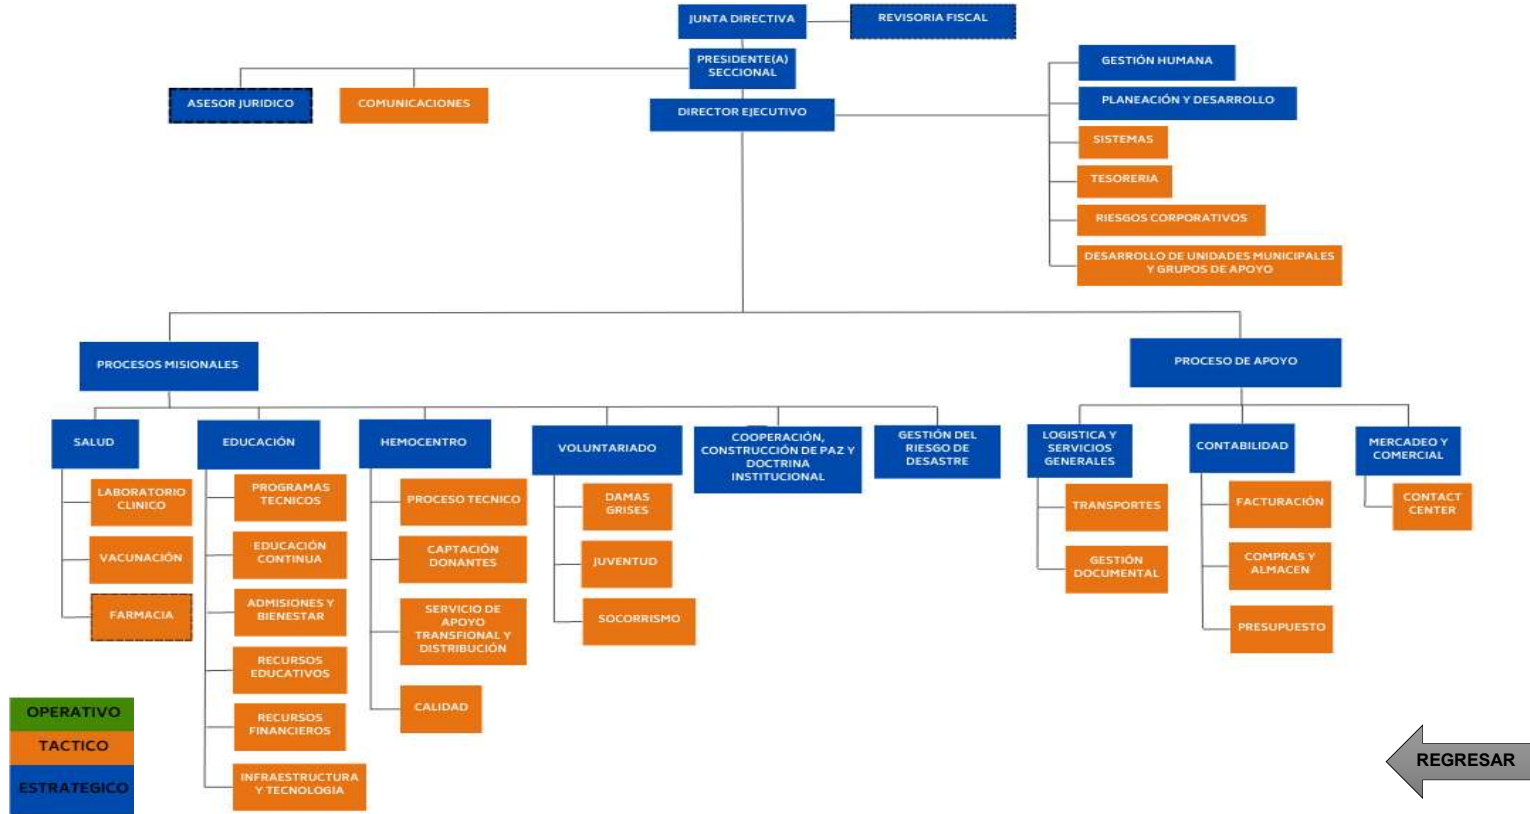 JUNTA DIRECTIVA
REVISORIA FISCAL
PRESIDENTE(A)
SECCIONAL
GESTIÓN HUMANA
ASESOR JURIDICO
COMUNICACIONES
DIRECTOR EJECUTIVO
PLANEACIÓN Y DESARROLLO
SISTEMAS
TESORERIA
RIESGOS CORPORATIVOS
DESARROLLO DE UNIDADES MUNICIPALES
Y GRUPOS DE APOYO
PROCESOS MISIONALES
PROCESO DE APOYO
SALUD
EDUCACIÓN
HEMOCENTRO
VOLUNTARIADO
COOPERACIÓN,
CONSTRUCCIÓN DE PAZ Y
DOCTRINA
INSTITUCIONAL
GESTIÓN DEL
RIESGO DE
DESASTRE
LOGISTICA Y
SERVICIOS
GENERALES
CONTABILIDAD
MERCADEO Y
COMERCIAL
LABORATORIO
CLINICO
VACUNACIÓN
FARMACIA
PROGRAMAS
TECNICOS
EDUCACIÓN
CONTINUA
ADMISIONES Y
BIENESTAR
RECURSOS
EDUCATIVOS
RECURSOS
FINANCIEROS
INFRAESTRUCTURA
Y TECNOLOGIA
PROCESO TECNICO
CAPTACIÓN
DONANTES
SERVICIO DE
APOYO
TRANSFIONAL Y
DISTRIBUCIÓN
CALIDAD
DAMAS
GRISES
JUVENTUD
SOCORRISMO
TRANSPORTES
GESTIÓN
DOCUMENTAL
FACTURACIÓN
COMPRAS Y
ALMACEN
PRESUPUESTO
CONTACT
CENTER
OPERATIVO
TACTICO
ESTRATEGICO
REGRESAR